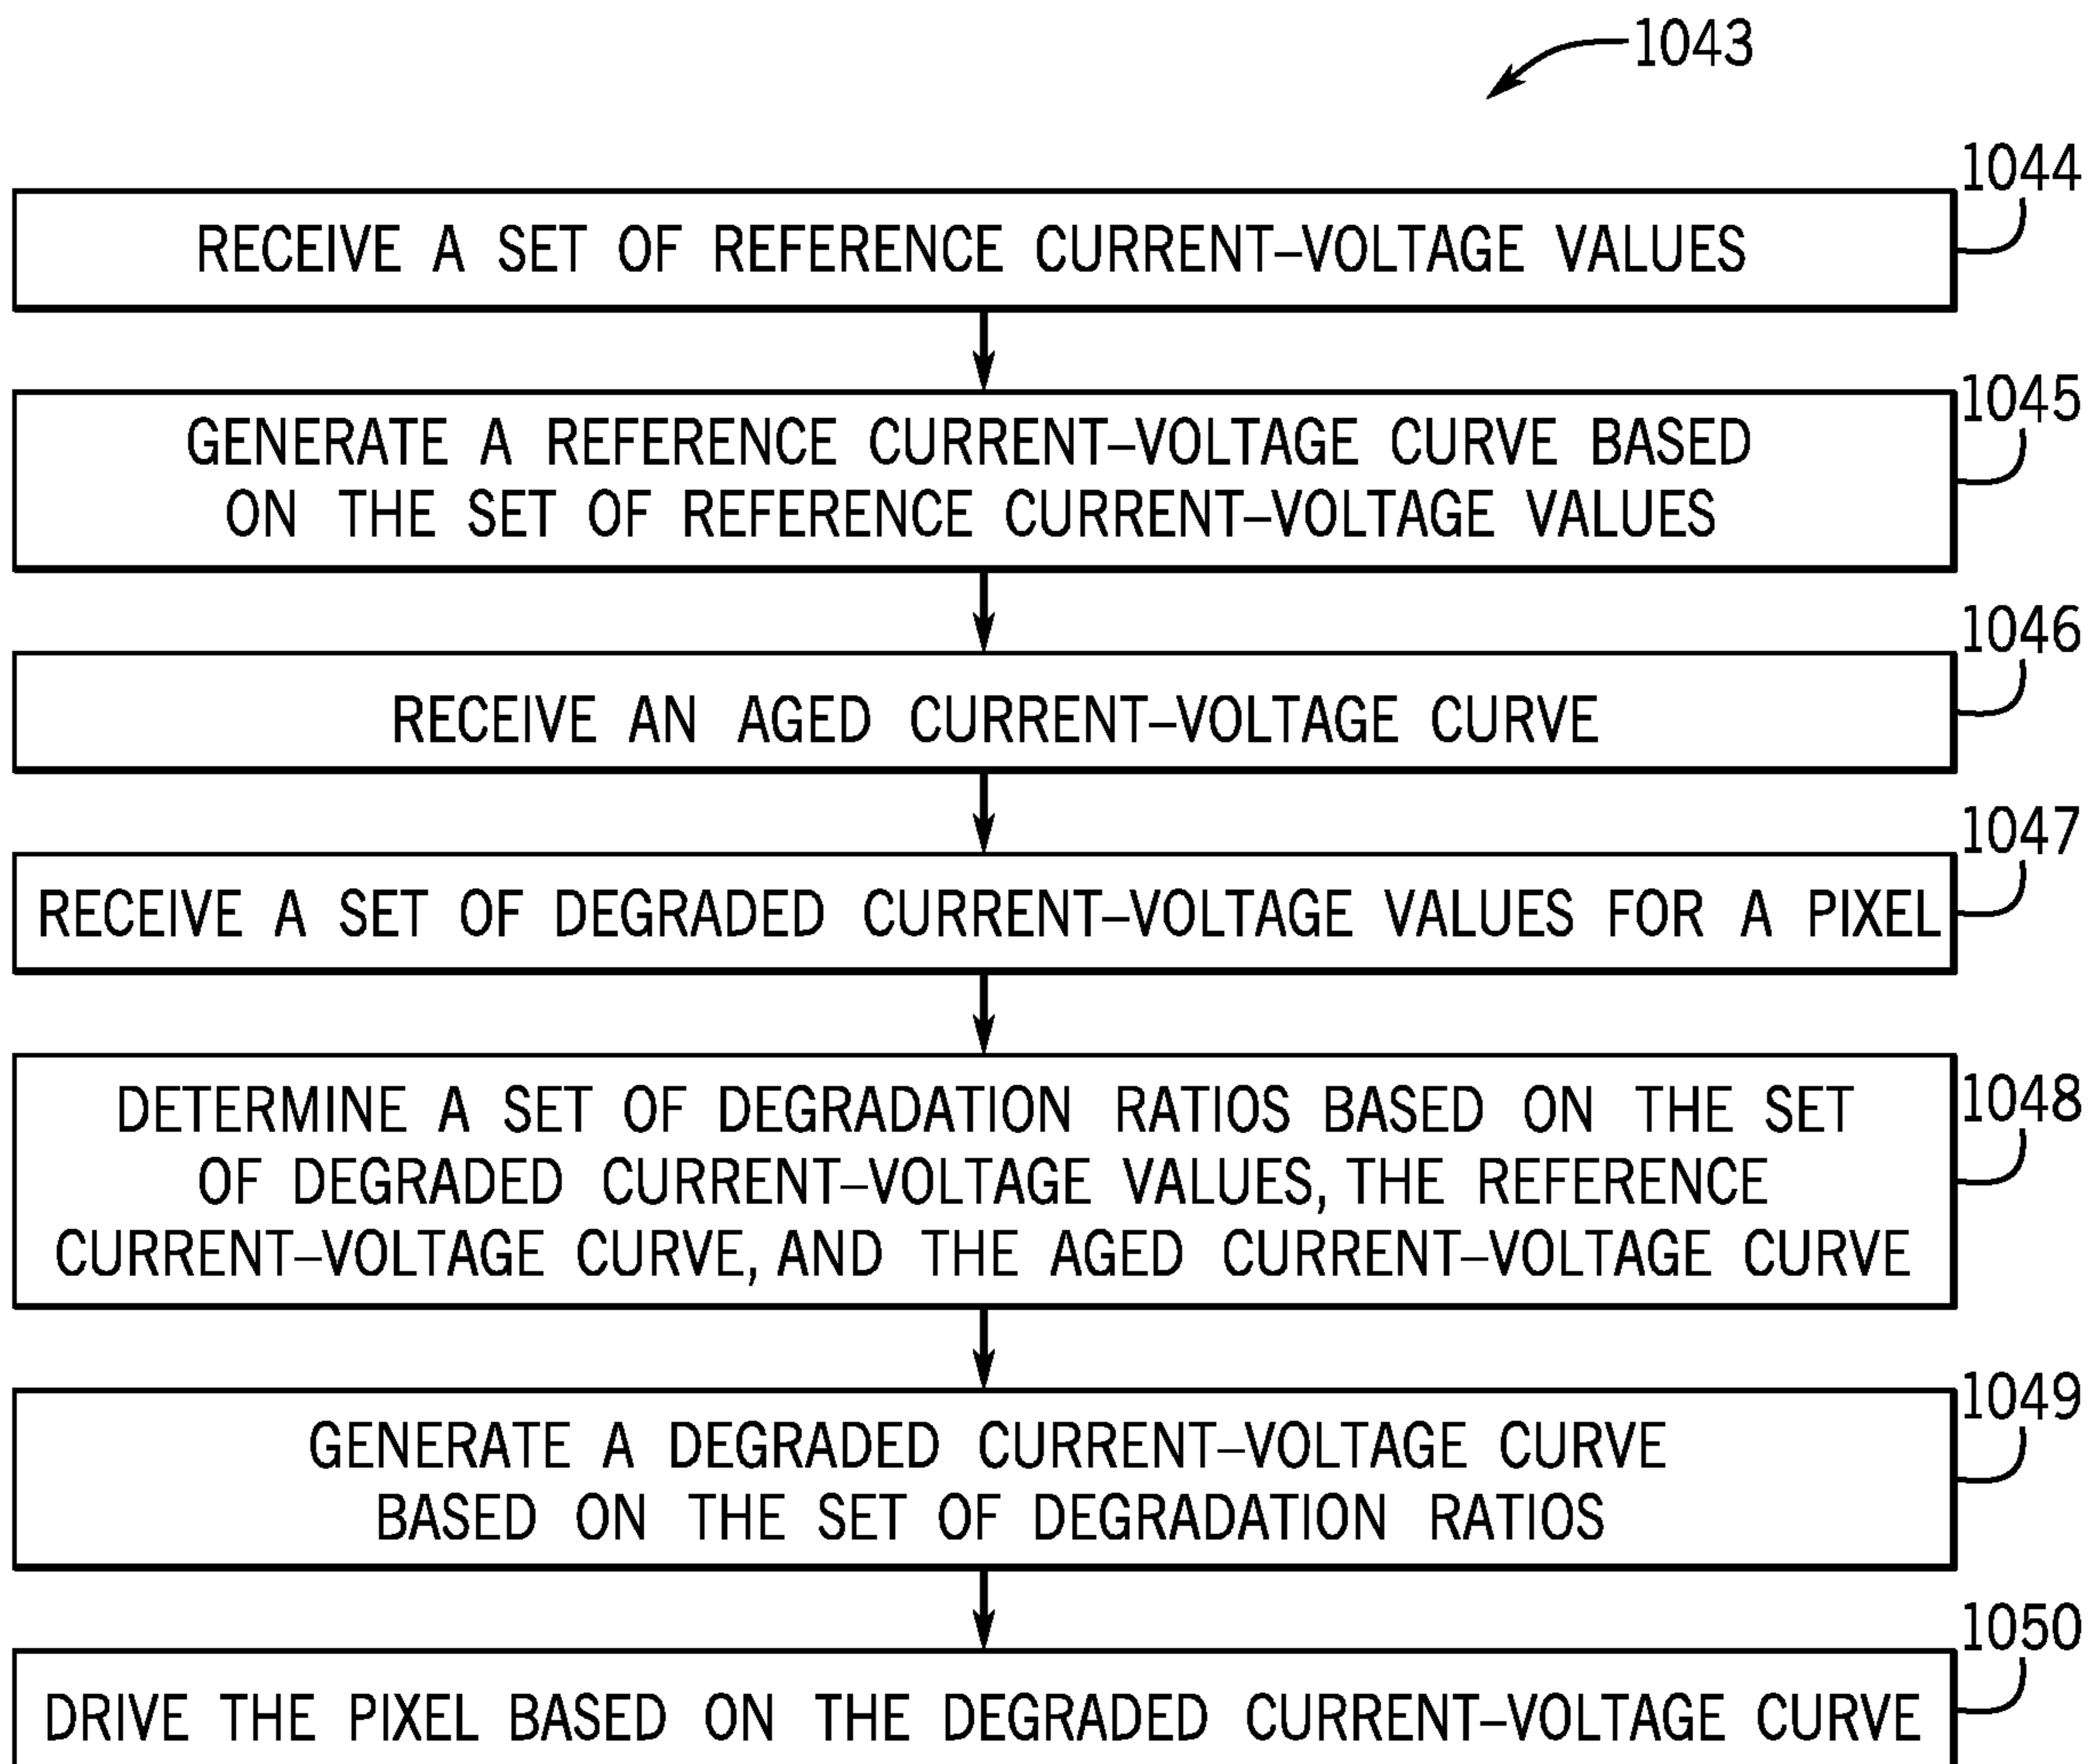 1043
1044
RECEIVE A SET OF REFERENCE CURRENT–VOLTAGE VALUES
1045
GENERATE A REFERENCE CURRENT–VOLTAGE CURVE BASED
ON THE SET OF REFERENCE CURRENT–VOLTAGE VALUES
1046
RECEIVE AN AGED CURRENT–VOLTAGE CURVE
1047
RECEIVE A SET OF DEGRADED CURRENT–VOLTAGE VALUES FOR A PIXEL
1048
DETERMINE A SET OF DEGRADATION RATIOS BASED ON THE SET
OF DEGRADED CURRENT–VOLTAGE VALUES, THE REFERENCE
CURRENT–VOLTAGE CURVE, AND THE AGED CURRENT–VOLTAGE CURVE
1049
GENERATE A DEGRADED CURRENT–VOLTAGE CURVE
BASED ON THE SET OF DEGRADATION RATIOS
1050
DRIVE THE PIXEL BASED ON THE DEGRADED CURRENT–VOLTAGE CURVE